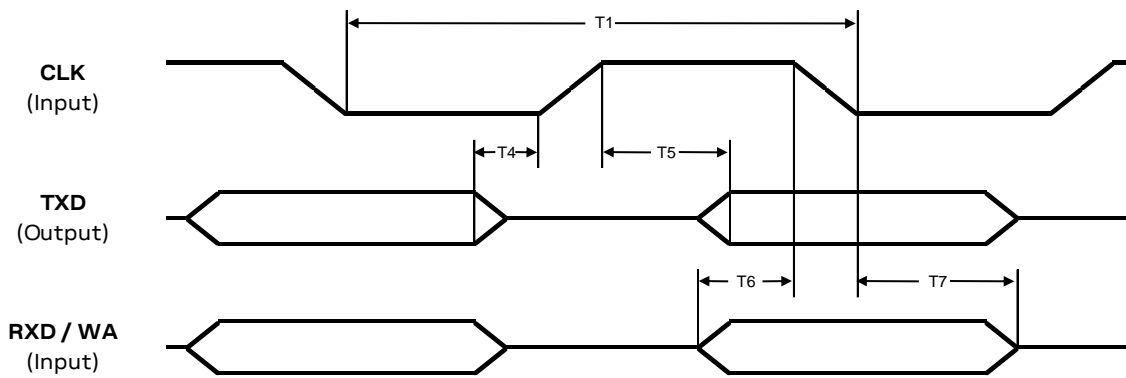 T1
CLK
(Input)
T4
T5
TXD
(Output)
T6
T7
RXD / WA
(Input)